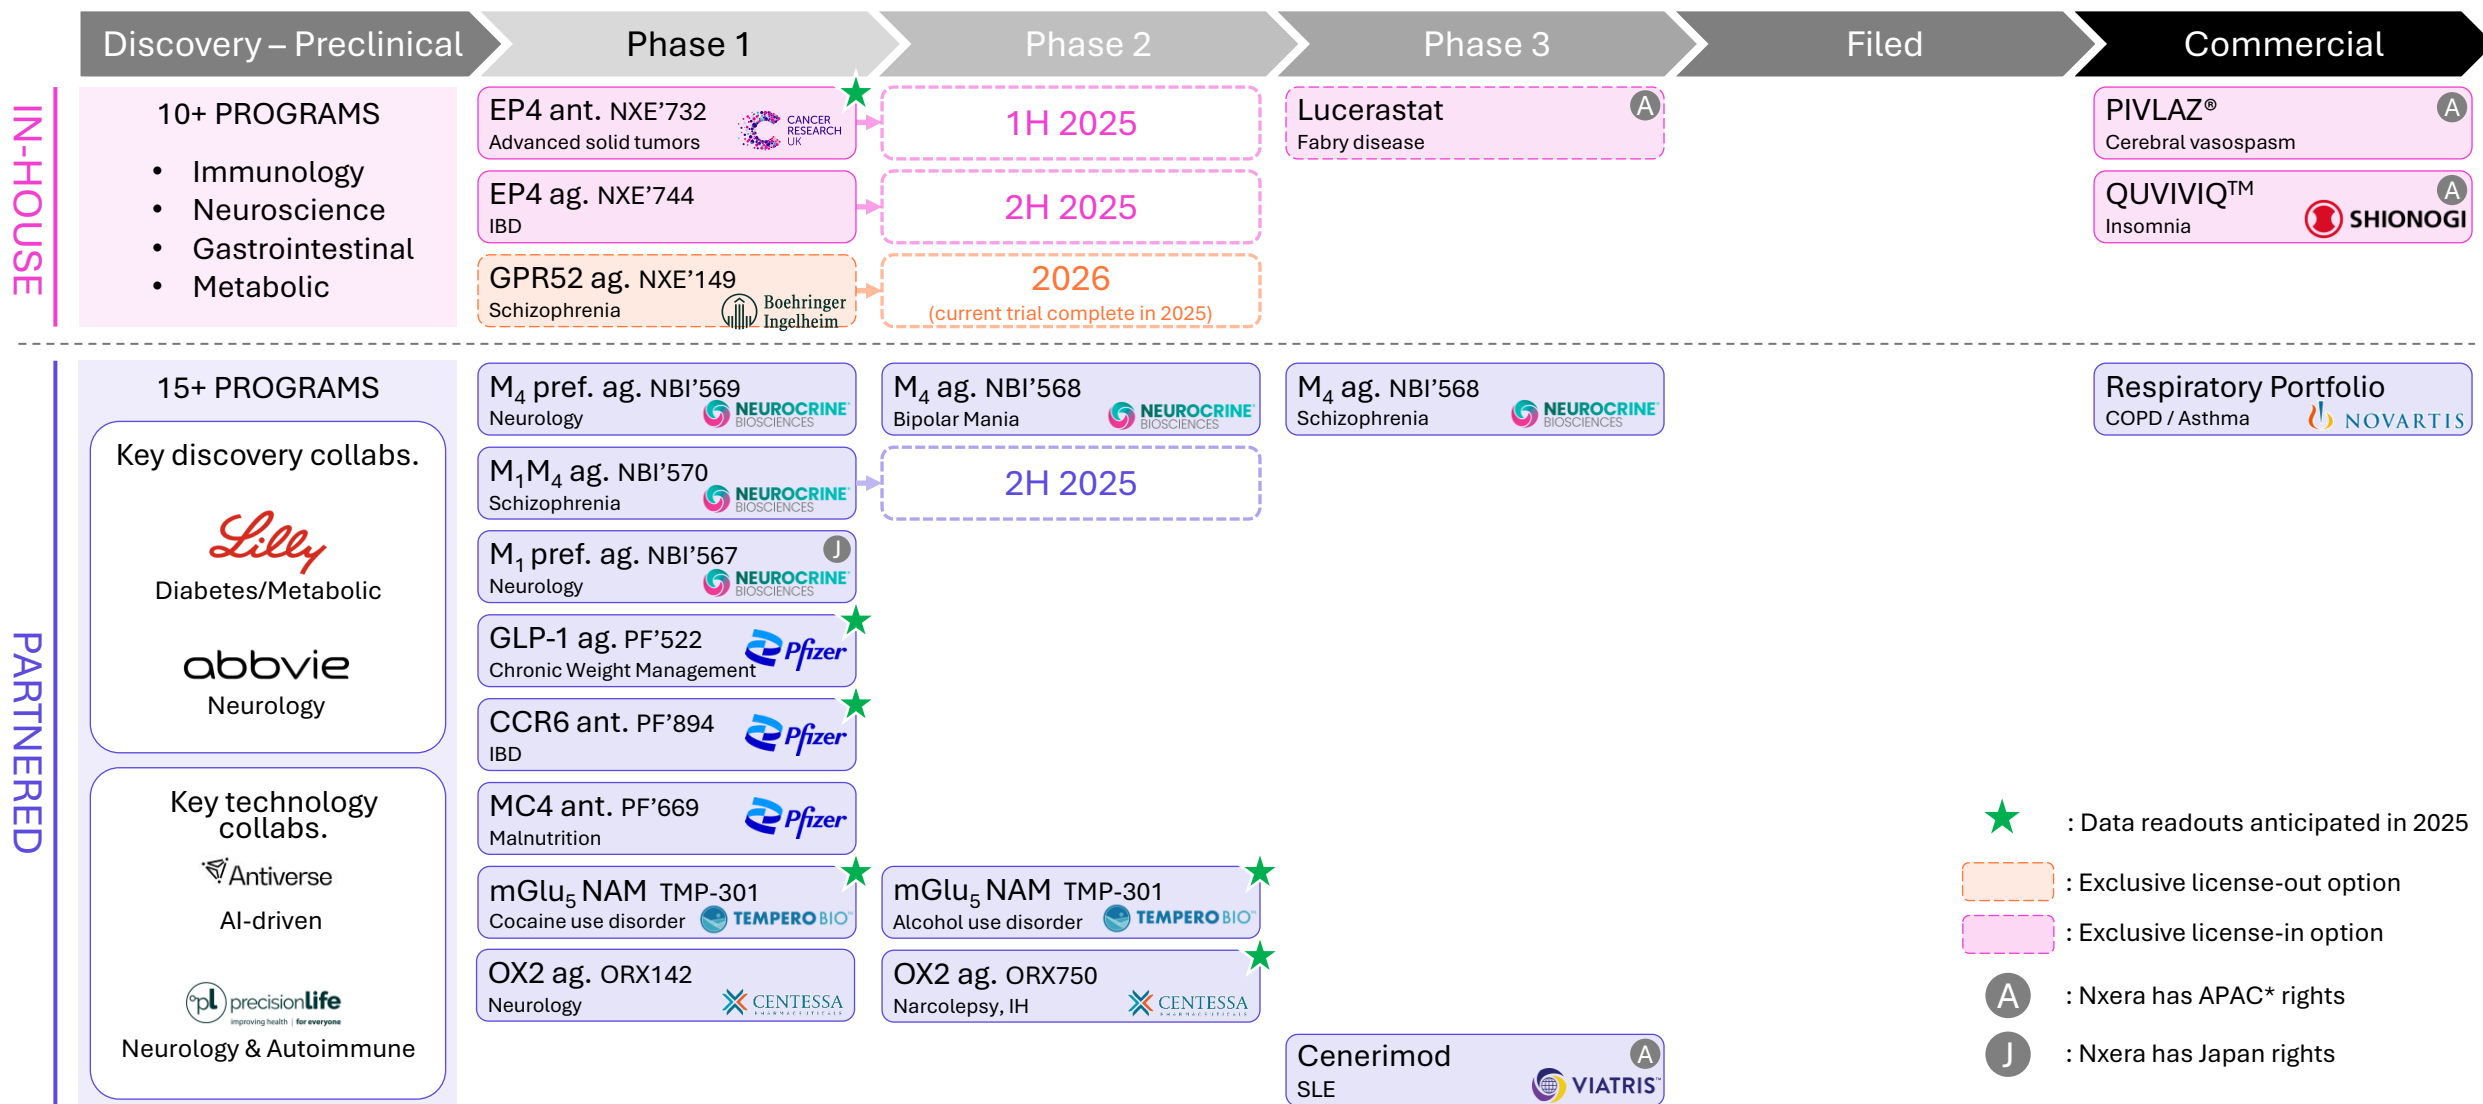 Discovery – Preclinical
Phase 1
Phase 2
Phase 3
Filed
Commercial
IN-HOUSE
10+ PROGRAMS
• Immunology
• Neuroscience
• Gastrointestinal
• Metabolic
EP4 ant. NXE’732
Advanced solid tumors
CANCER
RESEARCH
UK
1H 2025
Lucerastat
Fabry disease
A
PIVLAZ®
Cerebral vasospasm
A
EP4 ag. NXE’744
IBD
2H 2025
QUVIVIQ™
Insomnia
A
SHIONOGI
GPR52 ag. NXE’149
Schizophrenia
Boehringer
Ingelheim
2026
(current trial complete in 2025)
PARTNERED
15+ PROGRAMS
Key discovery collabs.
Lilly
Diabetes/Metabolic
abbvie
Neurology
Key technology
collabs.
Antiverse
AI-driven
pL precisionlife
improving health | for everyone
Neurology & Autoimmune
M₄ pref. ag. NBI’569
Neurology
NEUROCRINE
BIOSCIENCES
M₄ ag. NBI’568
Bipolar Mania
NEUROCRINE
BIOSCIENCES
M₄ ag. NBI’568
Schizophrenia
NEUROCRINE
BIOSCIENCES
Respiratory Portfolio
COPD / Asthma
NOVARTIS
M₁M₄ ag. NBI’570
Schizophrenia
NEUROCRINE
BIOSCIENCES
2H 2025
M₁ pref. ag. NBI’567
Neurology
J
NEUROCRINE
BIOSCIENCES
GLP-1 ag. PF’522
Chronic Weight Management
Pfizer
CCR6 ant. PF’894
IBD
Pfizer
MC4 ant. PF’669
Malnutrition
Pfizer
mGlu₅ NAM TMP-301
Cocaine use disorder
TEMPERO BIO™
mGlu₅ NAM TMP-301
Alcohol use disorder
TEMPERO BIO™
OX2 ag. ORX142
Neurology
CENTESSA
PHARMACEUTICALS
OX2 ag. ORX750
Narcolepsy, IH
CENTESSA
PHARMACEUTICALS
Cenerimod
SLE
A
VIATRIS™
: Data readouts anticipated in 2025
: Exclusive license-out option
: Exclusive license-in option
A : Nxera has APAC* rights
J : Nxera has Japan rights